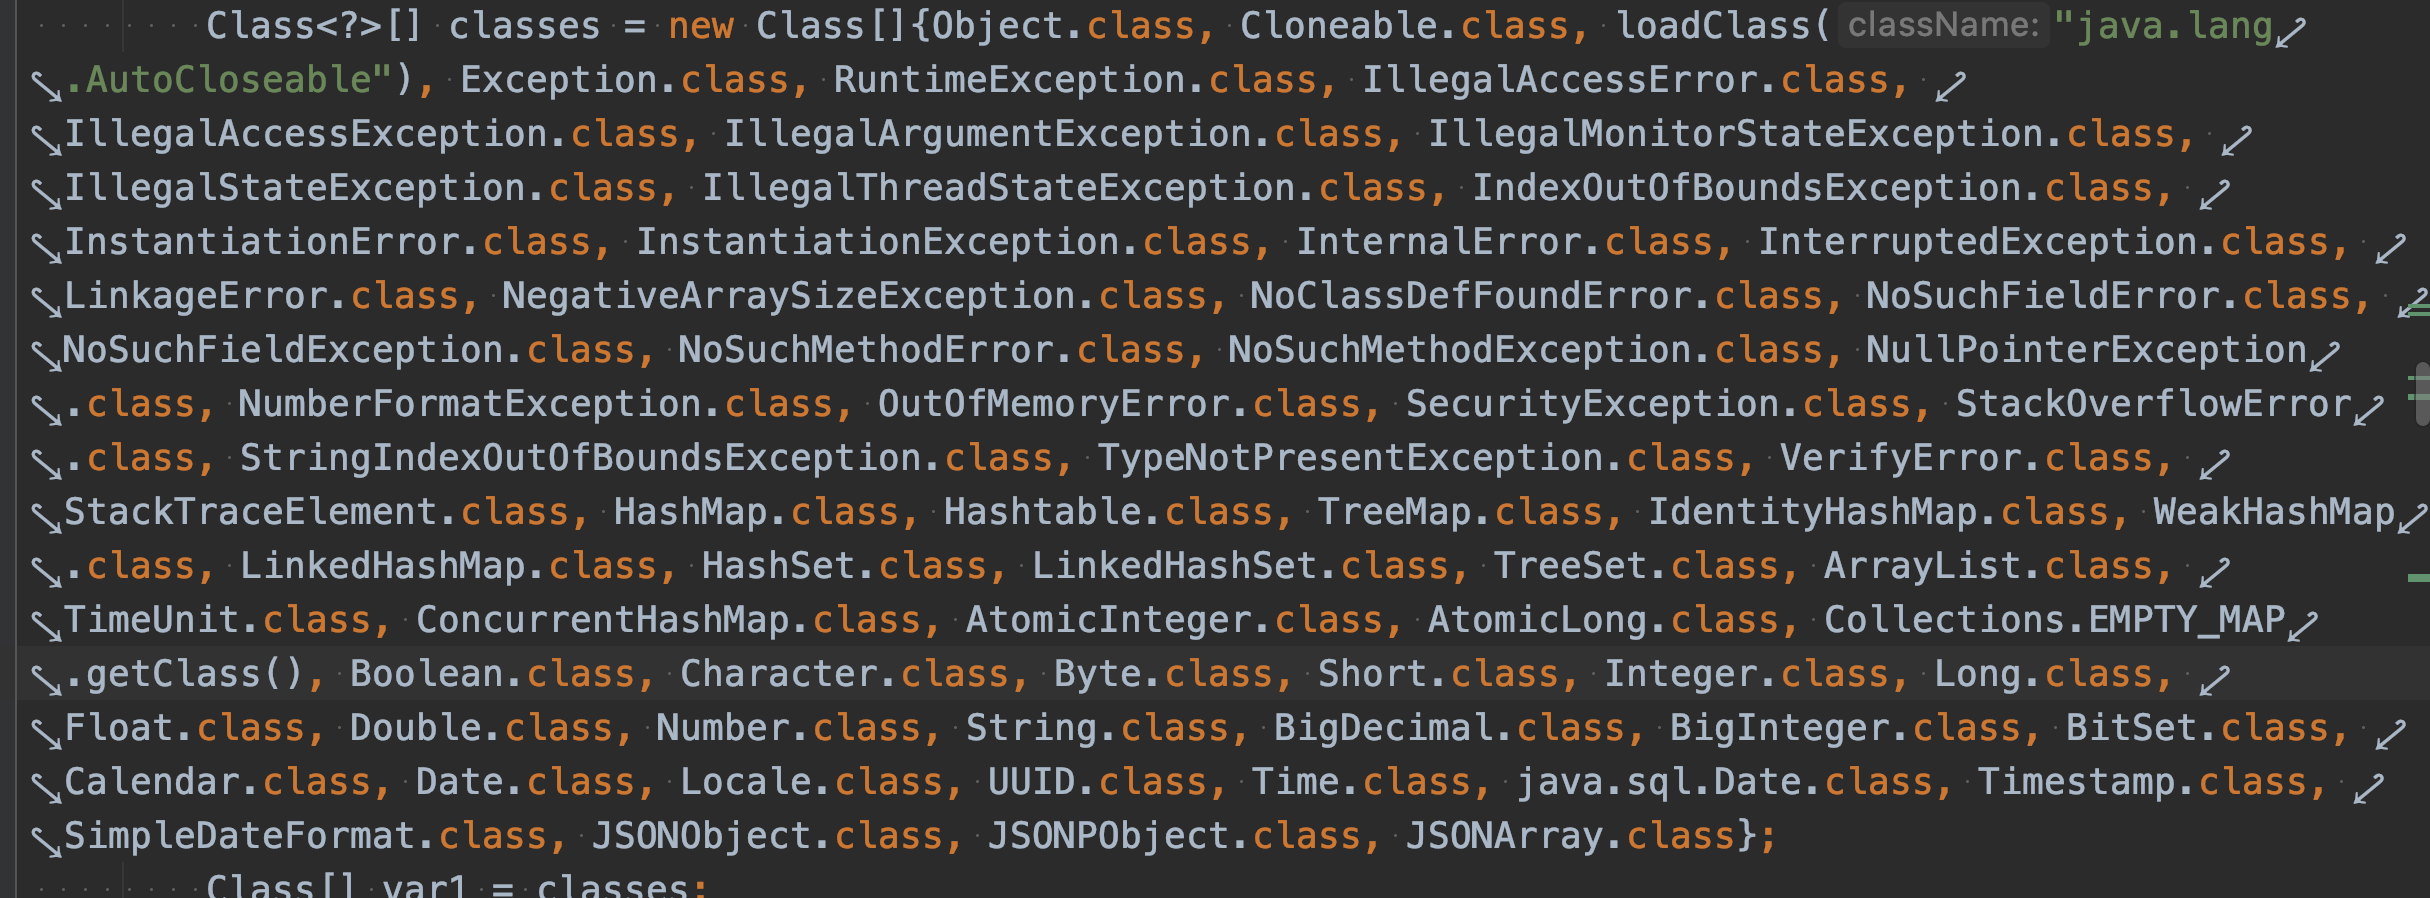 Class<?>[] classes = new Class[]{Object.class, Cloneable.class, loadClass( className: "java.lang
.AutoCloseable"), Exception.class, RuntimeException.class, IllegalAccessError.class,
IllegalAccessException.class, IllegalArgumentException.class, IllegalMonitorStateException.class,
IllegalStateException.class, IllegalThreadStateException.class, IndexOutOfBoundsException.class,
InstantiationError.class, InstantiationException.class, InternalError.class, InterruptedException.class,
LinkageError.class, NegativeArraySizeException.class, NoClassDefFoundError.class, NoSuchFieldError.class,
NoSuchFieldException.class, NoSuchMethodError.class, NoSuchMethodException.class, NullPointerException
.class, NumberFormatException.class, OutOfMemoryError.class, SecurityException.class, StackOverflowError
.class, StringIndexOutOfBoundsException.class, TypeNotPresentException.class, VerifyError.class,
StackTraceElement.class, HashMap.class, Hashtable.class, TreeMap.class, IdentityHashMap.class, WeakHashMap
.class, LinkedHashMap.class, HashSet.class, LinkedHashSet.class, TreeSet.class, ArrayList.class,
TimeUnit.class, ConcurrentHashMap.class, AtomicInteger.class, AtomicLong.class, Collections.EMPTY_MAP
.getClass(), Boolean.class, Character.class, Byte.class, Short.class, Integer.class, Long.class,
Float.class, Double.class, Number.class, String.class, BigDecimal.class, BigInteger.class, BitSet.class,
Calendar.class, Date.class, Locale.class, UUID.class, Time.class, java.sql.Date.class, Timestamp.class,
SimpleDateFormat.class, JSONObject.class, JSONPObject.class, JSONArray.class};
Class[] var1 = classes;